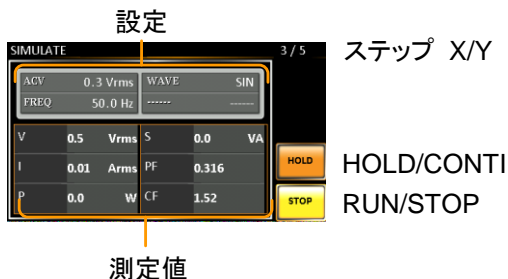 設定
SIMULATE 3 / 5 ステップ X/Y
ACV 0.3 Vrms WAVE SIN
FREQ 50.0 Hz ------ ------
V 0.5 Vrms S 0.0 VA
I 0.01 Arms PF 0.316
HOLD HOLD/CONTI
P 0.0 W CF 1.52
STOP RUN/STOP
測定値